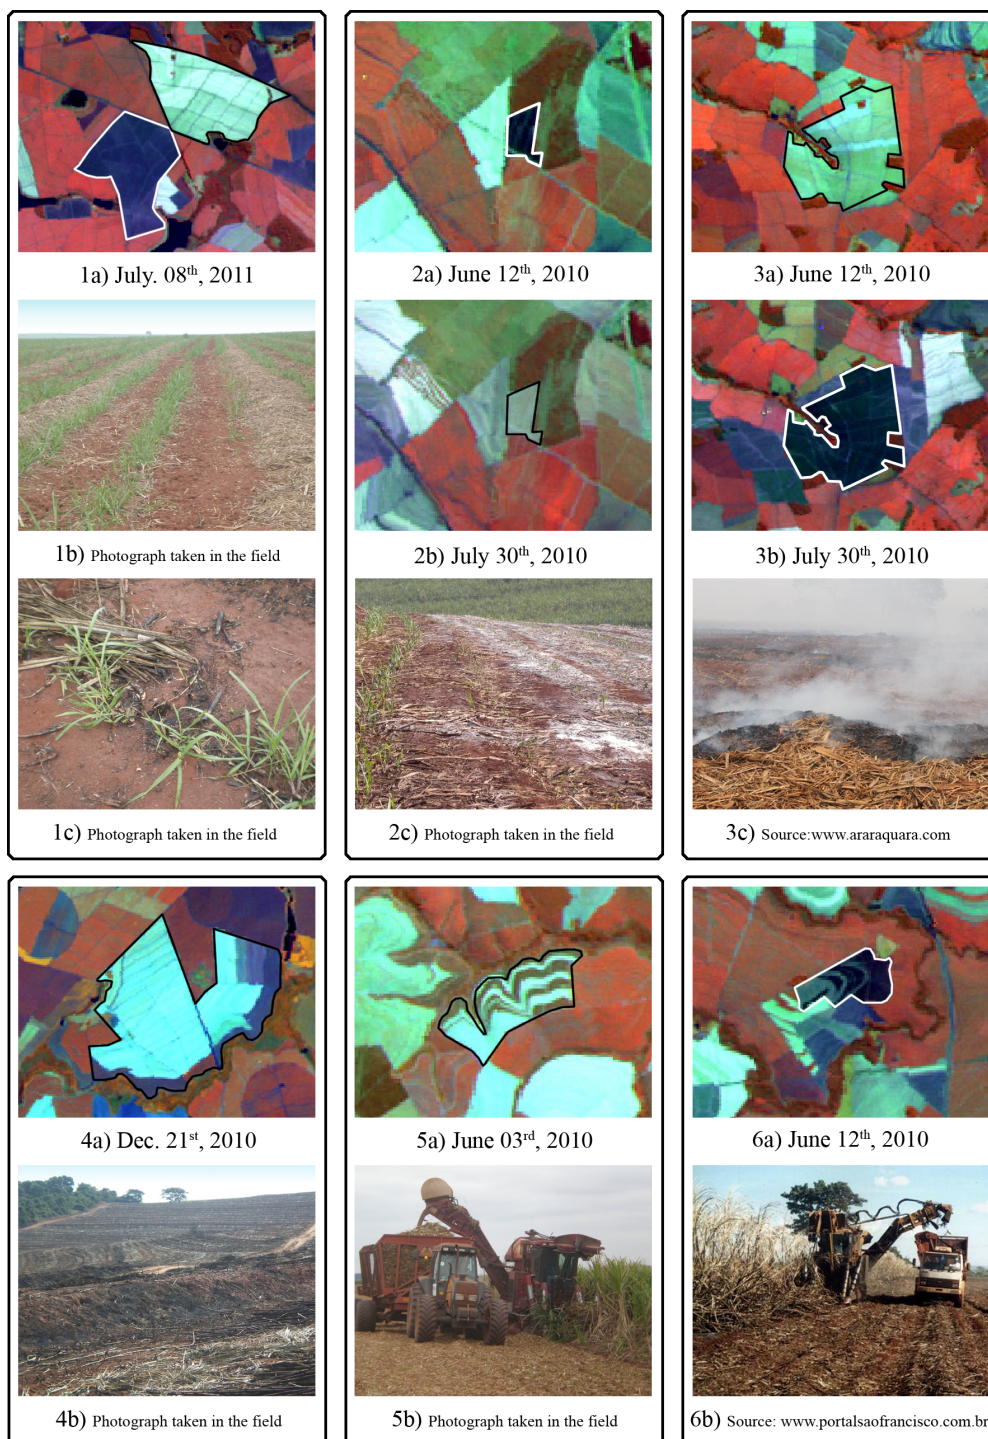 1a) July. 08th, 2011
2a) June 12th, 2010
3a) June 12th, 2010
1b) Photograph taken in the field
2b) July 30th, 2010
3b) July 30th, 2010
1c) Photograph taken in the field
2c) Photograph taken in the field
3c) Source:www.araraquara.com
4a) Dec. 21st, 2010
5a) June 03rd, 2010
6a) June 12th, 2010
4b) Photograph taken in the field
5b) Photograph taken in the field
6b) Source: www.portalsaofrancisco.com.br